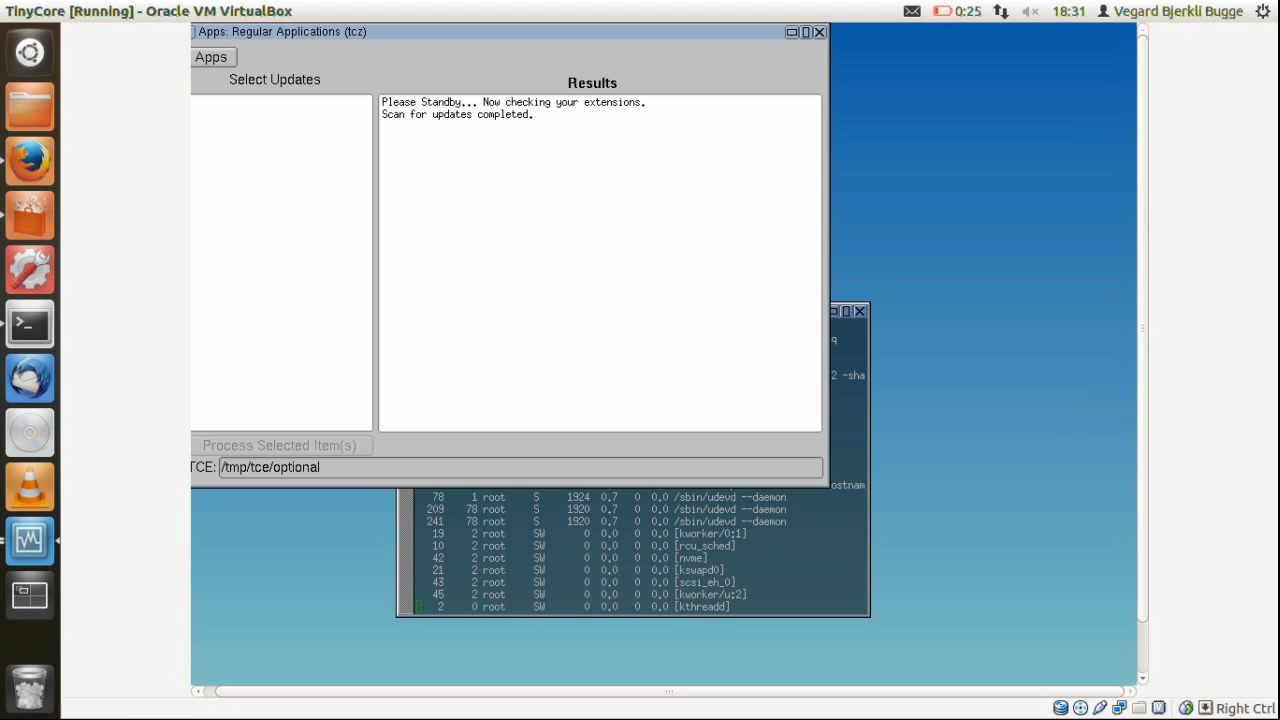 TinyCore [Running] - Oracle VM VirtualBox
0:25 18:31 Vegard Bjerkli Bugge
Apps: Regular Applications (tcz)
Apps
Select Updates
Results
Please Standby... Now checking your extensions.
Scan for updates completed.
q
2 -sha
Process Selected Item(s)
TCE: /tmp/tce/optional
ostnam
78 1 root S 1924 0.7 0 0.0 /sbin/udevd --daemon
209 78 root S 1920 0.7 0 0.0 /sbin/udevd --daemon
241 78 root S 1920 0.7 0 0.0 /sbin/udevd --daemon
19 2 root SW 0 0.0 0 0.0 [kworker/0:1]
10 2 root SW 0 0.0 0 0.0 [rcu_sched]
42 2 root SW 0 0.0 0 0.0 [nvme]
21 2 root SW 0 0.0 0 0.0 [kswapd0]
43 2 root SW 0 0.0 0 0.0 [scsi_eh_0]
45 2 root SW 0 0.0 0 0.0 [kworker/u:2]
2 0 root SW 0 0.0 0 0.0 [kthreadd]
Right Ctrl